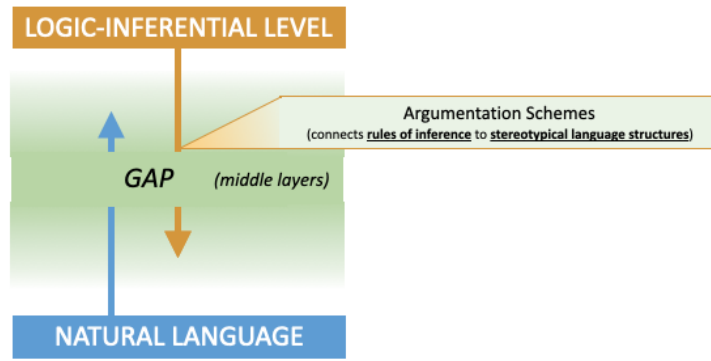 LOGIC-INFERENTIAL LEVEL
Argumentation Schemes
(connects rules of inference to stereotypical language structures)
GAP (middle layers)
NATURAL LANGUAGE